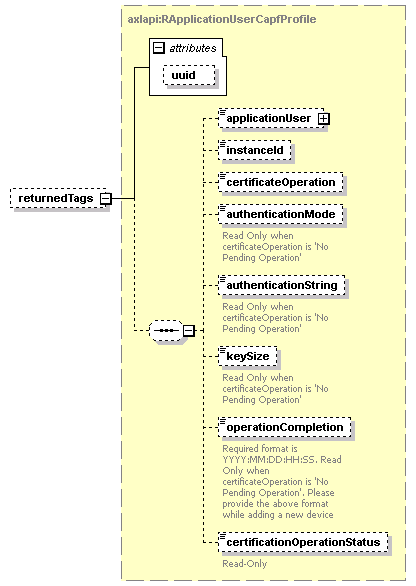 axlapi:RApplicationUserCapfProfile
attributes
uuid
returnedTags
applicationUser
instanceId
certificateOperation
authenticationMode
Read Only when
certificateOperation is 'No
Pending Operation'
authenticationString
Read Only when
certificateOperation is 'No
Pending Operation'
keySize
Read Only when
certificateOperation is 'No
Pending Operation'
operationCompletion
Required format is
YYYY:MM:DD:HH:SS. Read
Only when
certificateOperation is 'No
Pending Operation'. Please
provide the above format
while adding a new device
certificationOperationStatus
Read-Only